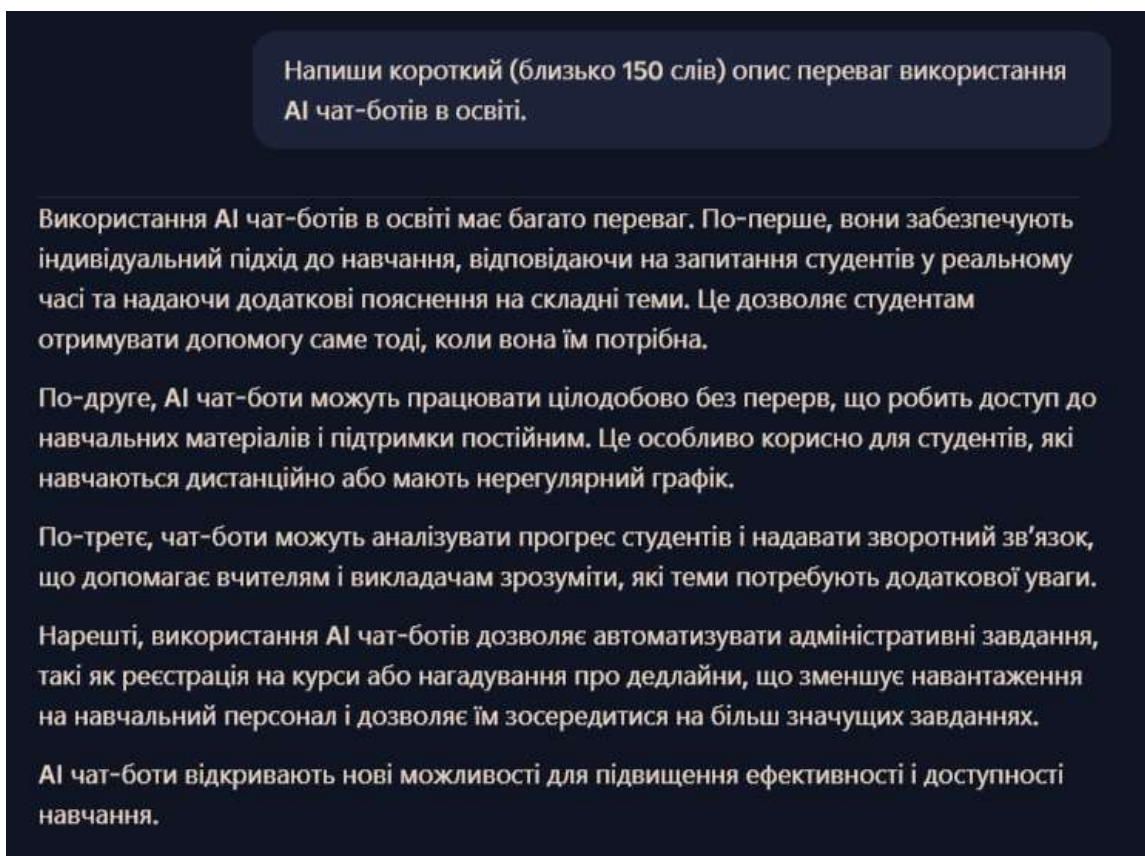 Напиши короткий (близько 150 слів) опис переваг використання
AI чат-ботів в освіті.
Використання AI чат-ботів в освіті має багато переваг. По-перше, вони забезпечують
індивідуальний підхід до навчання, відповідаючи на запитання студентів у реальному
часі та надаючи додаткові пояснення на складні теми. Це дозволяє студентам
отримувати допомогу саме тоді, коли вона їм потрібна.
По-друге, AI чат-боти можуть працювати цілодобово без перерв, що робить доступ до
навчальних матеріалів і підтримки постійним. Це особливо корисно для студентів, які
навчаються дистанційно або мають нерегулярний графік.
По-третє, чат-боти можуть аналізувати прогрес студентів і надавати зворотний зв’язок,
що допомагає вчителям і викладачам зрозуміти, які теми потребують додаткової уваги.
Нарешті, використання AI чат-ботів дозволяє автоматизувати адміністративні завдання,
такі як реєстрація на курси або нагадування про дедлайни, що зменшує навантаження
на навчальний персонал і дозволяє їм зосередитися на більш значущих завданнях.
AI чат-боти відкривають нові можливості для підвищення ефективності і доступності
навчання.